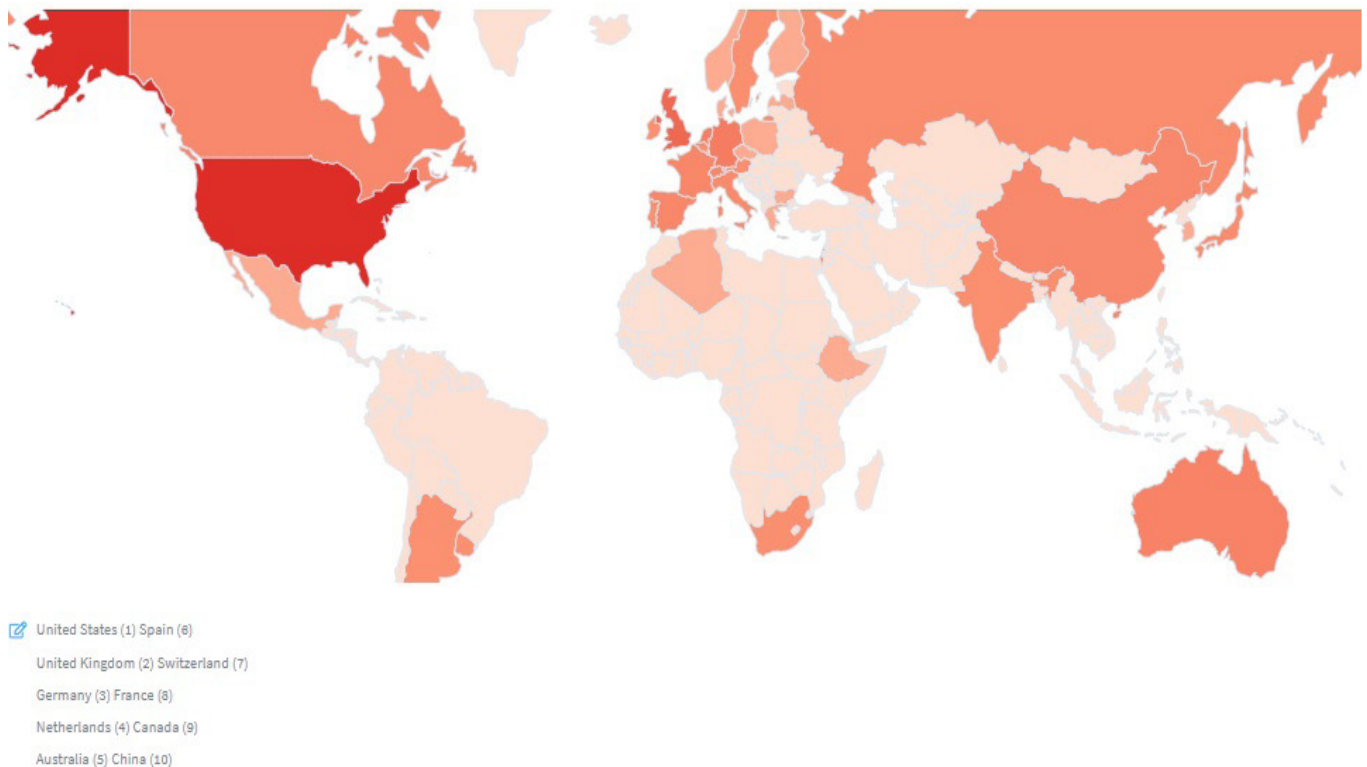 United States (1) Spain (6)
United Kingdom (2) Switzerland (7)
Germany (3) France (8)
Netherlands (4) Canada (9)
Australia (5) China (10)